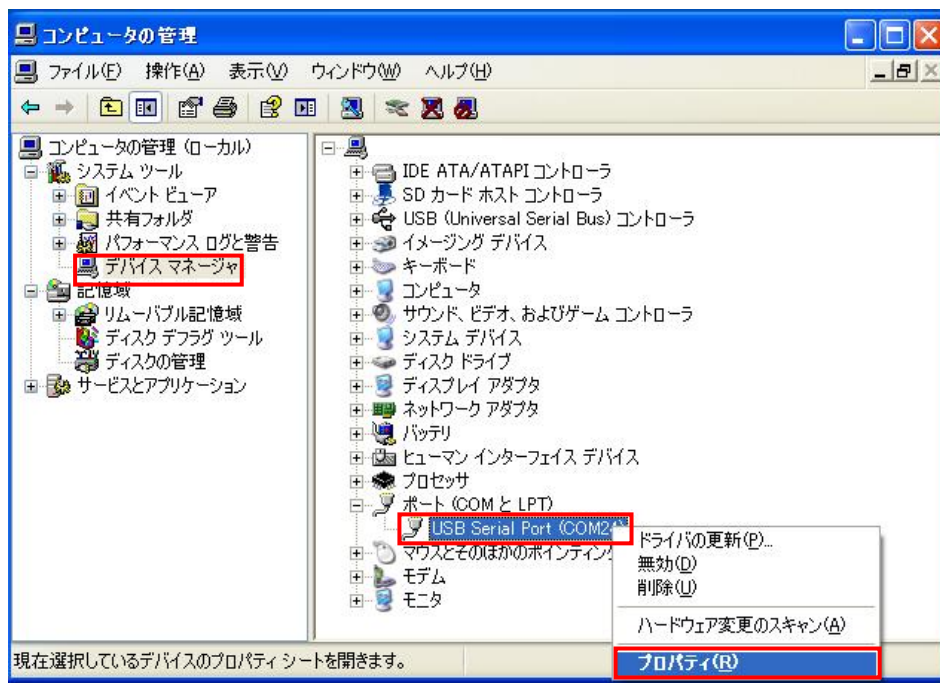 コンピュータの管理
ファイル(F) 操作(A) 表示(V) ウィンドウ(W) ヘルプ(H)
コンピュータの管理 (ローカル)
システム ツール
イベント ビューア
共有フォルダ
パフォーマンス ログと警告
デバイス マネージャ
記憶域
リムーバブル記憶域
ディスク デフラグ ツール
ディスクの管理
サービスとアプリケーション
IDE ATA/ATAPI コントローラ
SD カード ホスト コントローラ
USB (Universal Serial Bus) コントローラ
イメージング デバイス
キーボード
コンピュータ
サウンド、ビデオ、およびゲーム コントローラ
システム デバイス
ディスク ドライブ
ディスプレイ アダプタ
ネットワーク アダプタ
バッテリ
ヒューマン インターフェイス デバイス
プロセッサ
ポート (COM と LPT)
USB Serial Port
マウスとそのほかのポインティング
モデム
モニタ
ドライバの更新(P)...
無効(D)
削除(U)
ハードウェア変更のスキャン(A)
プロパティ(R)
現在選択しているデバイスのプロパティ シートを開きます。